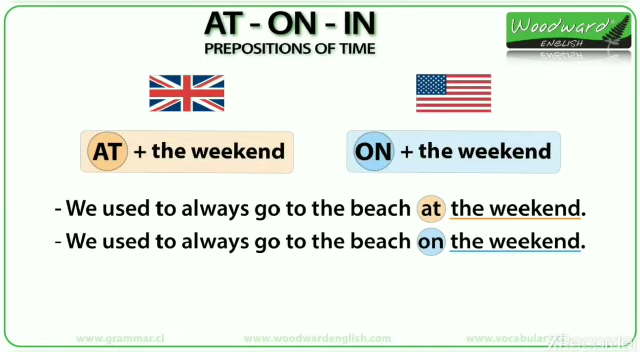 AT - ON - IN
PREPOSITIONS OF TIME
Woodward®
ENGLISH
AT + the weekend
ON + the weekend
- We used to always go to the beach at the weekend.
- We used to always go to the beach on the weekend.
www.grammar.cl
www.woodwardenglish.com